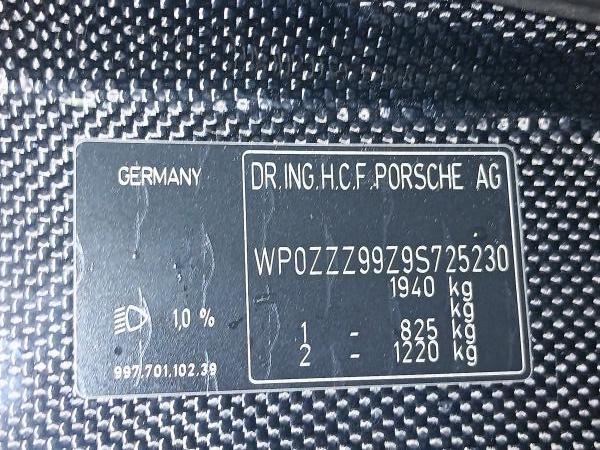 GERMANY
DR.ING.H.C.F.PORSCHE AG
WP0ZZZ99Z9S725230
1940 kg
kg
1 - 825 kg
2 - 1220 kg
1,0 %
997.701.102.39